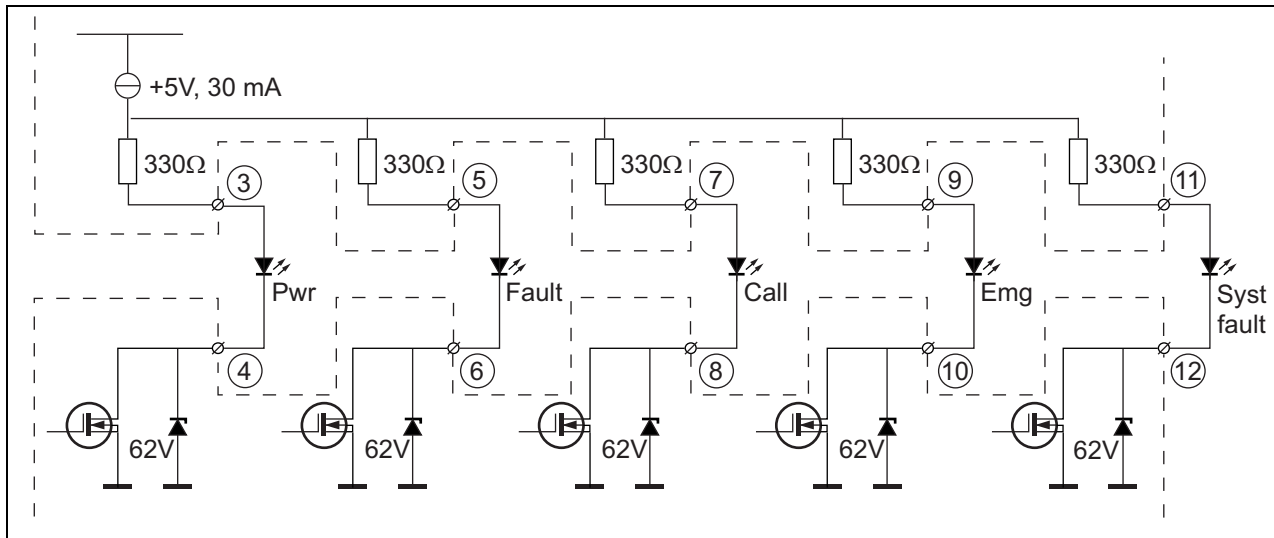 +5V, 30 mA
330Ω 330Ω 330Ω 330Ω 330Ω
3 5 7 9 11
Pwr Fault Call Emg Syst
fault
4 6 8 10 12
62V 62V 62V 62V 62V